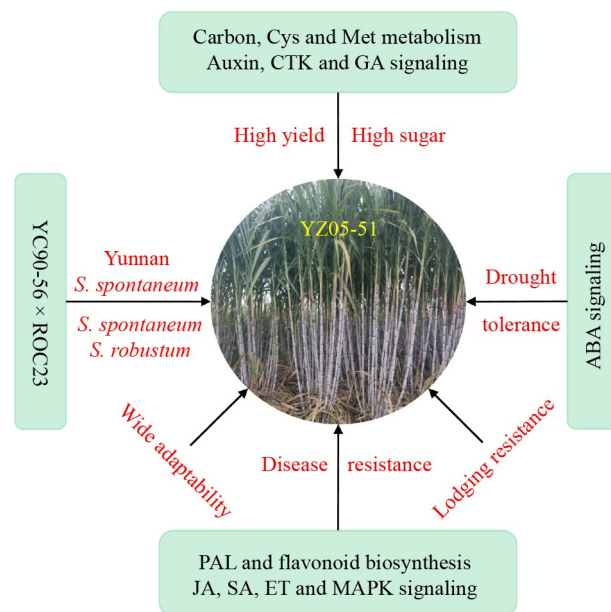 Carbon, Cys and Met metabolism
Auxin, CTK and GA signaling
High yield High sugar
YZ05-51
YC90-56 × ROC23
Yunnan
S. spontaneum
S. spontaneum
S. robustum
Drought
tolerance
ABA signaling
Wide adaptability
Disease resistance
Lodging resistance
PAL and flavonoid biosynthesis
JA, SA, ET and MAPK signaling